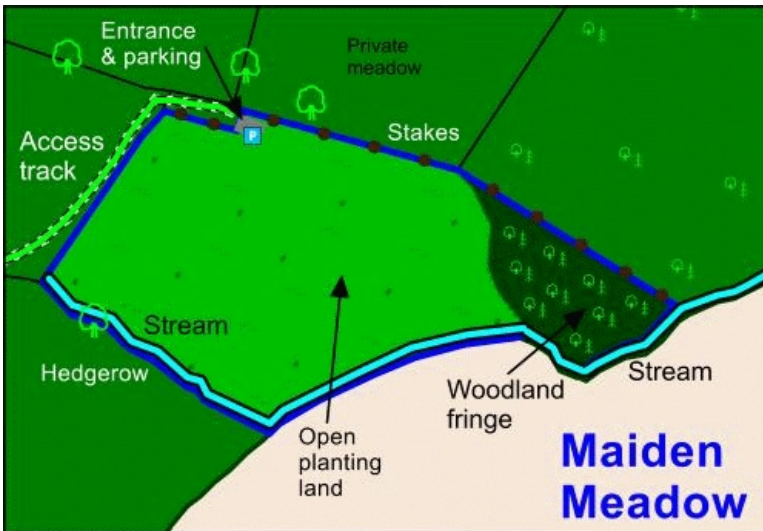 Entrance
& parking
Private
meadow
P
Access
track
Stakes
Stream
Hedgerow
Open
planting
land
Woodland
fringe
Stream
Maiden
Meadow